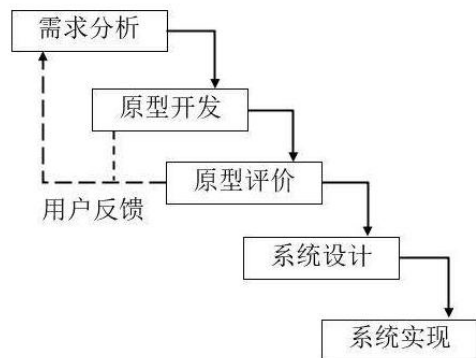 需求分析
原型开发
原型评价
用户反馈
系统设计
系统实现